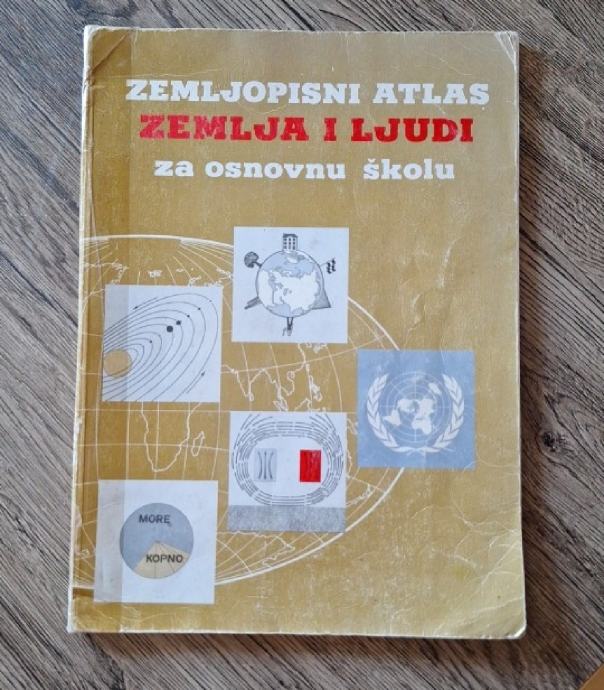 ZEMLJOPISNI ATLAS
ZEMLJA I LJUDI
za osnovnu školu
MORE
KOPNO